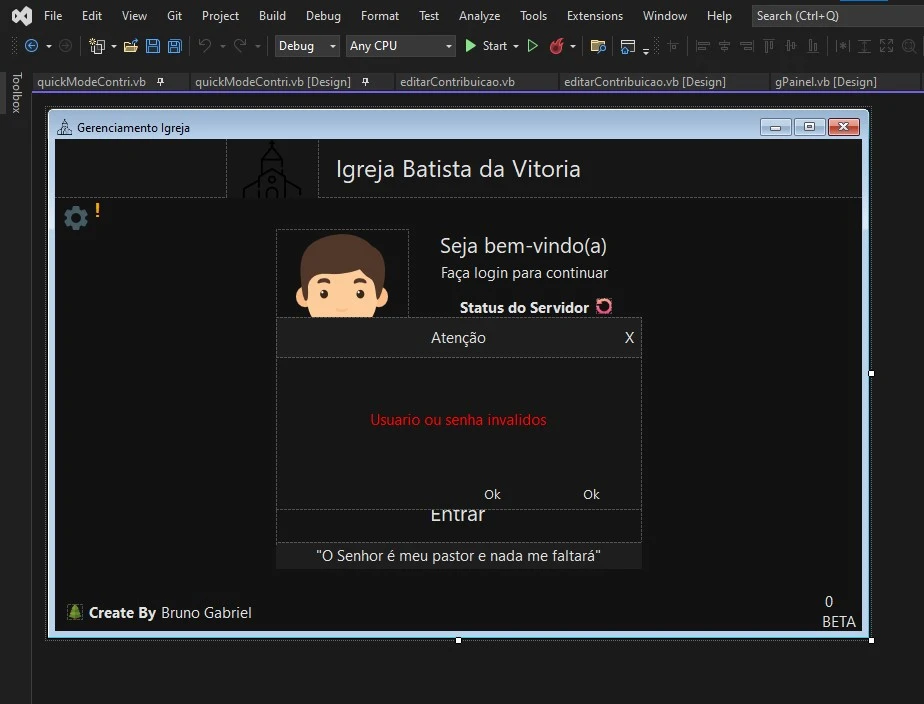 File Edit View Git Project Build Debug Format Test Analyze Tools Extensions Window Help Search (Ctrl+Q)
Debug Any CPU Start
Toolbox
quickModeContri.vb quickModeContri.vb [Design] editarContribuicao.vb editarContribuicao.vb [Design] gPainel.vb [Design]
Gerenciamento Igreja
Igreja Batista da Vitoria
!
Seja bem-vindo(a)
Faça login para continuar
Status do Servidor
Atenção X
Usuario ou senha invalidos
Ok Ok
Entrar
"O Senhor é meu pastor e nada me faltará"
0
Create By Bruno Gabriel
BETA